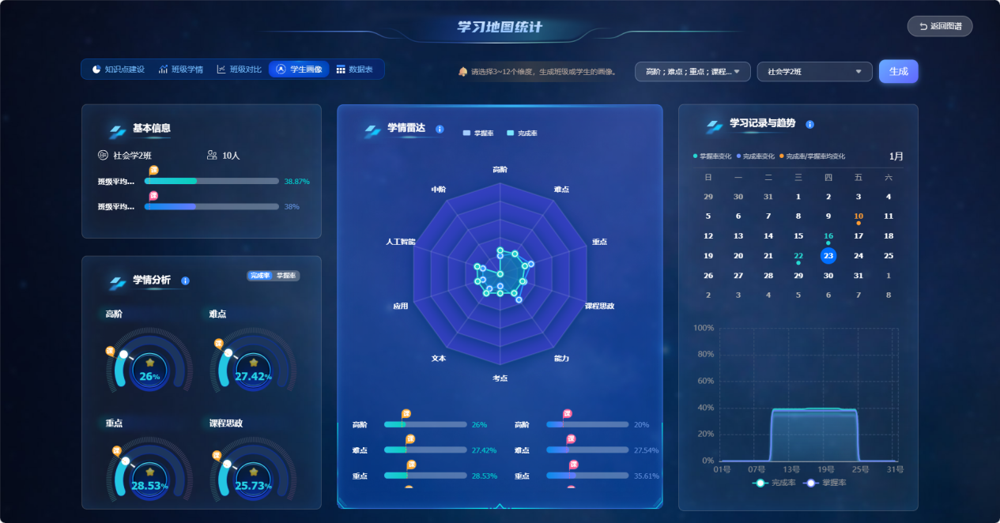 学习地图统计
返回图谱
知识点建设 班级学情 班级对比 学生画像 数据表
请选择3~12个维度，生成班级或学生的画像。
高阶；难点；重点；课程...
社会学2班
生成
基本信息
社会学2班 10人
课
班级平均... 38.87%
课
班级平均... 38%
学情分析
完成率 掌握率
高阶 难点
课 课
26% 27.42%
重点 课程思政
课 课
28.53% 25.73%
学情雷达
掌握率 完成率
高阶
中阶 难点
人工智能 重点
应用 课程思政
文本 能力
考点
课 课
高阶 26% 高阶 20%
课 课
难点 27.42% 难点 27.54%
课 课
重点 28.53% 重点 35.61%
学习记录与趋势
掌握率变化 完成率变化 完成率/掌握率均变化
1月
日 一 二 三 四 五 六
29 30 31 1 2 3 4
5 6 7 8 9 10 11
12 13 14 15 16 17 18
19 20 21 22 23 24 25
26 27 28 29 30 31 1
2 3 4 5 6 7 8
100%
80%
60%
40%
20%
0%
01号 07号 13号 19号 25号 31号
完成率 掌握率